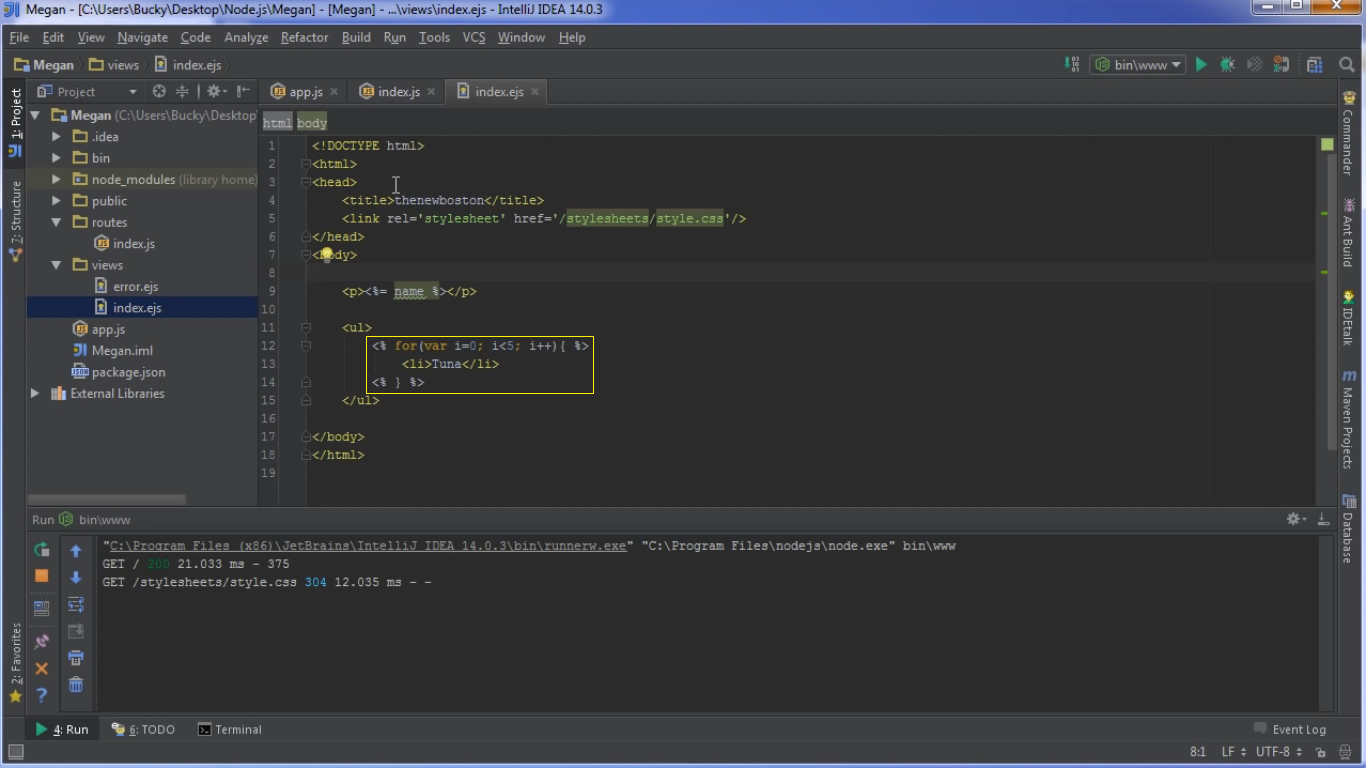 Megan - [C:\Users\Bucky\Desktop\Node.js\Megan] - [Megan] - ...\views\index.ejs - IntelliJ IDEA 14.0.3
File Edit View Navigate Code Analyze Refactor Build Run Tools VCS Window Help
Megan views index.ejs bin\www
1: Project
7: Structure
2: Favorites
Project
Megan (C:\Users\Bucky\Desktop
.idea
bin
node_modules (library home)
public
routes
index.js
views
error.ejs
index.ejs
app.js
Megan.iml
package.json
External Libraries
app.js index.js index.ejs
html body
1 <!DOCTYPE html>
2 <html>
3 <head>
4 <title>thenewboston</title>
5 <link rel='stylesheet' href='/stylesheets/style.css'/>
6 </head>
7 <body>
8
9 <p><%= name %></p>
10
11 <ul>
12 <% for(var i=0; i<5; i++){ %>
13 <li>Tuna</li>
14 <% } %>
15 </ul>
16
17 </body>
18 </html>
19
Commander
Ant Build
IDEtalk
Maven Projects
Database
Run bin\www
"C:\Program Files (x86)\JetBrains\IntelliJ IDEA 14.0.3\bin\runnerw.exe" "C:\Program Files\nodejs\node.exe" bin\www
GET / 200 21.033 ms - 375
GET /stylesheets/style.css 304 12.035 ms - -
4: Run 6: TODO Terminal Event Log
8:1 LF UTF-8